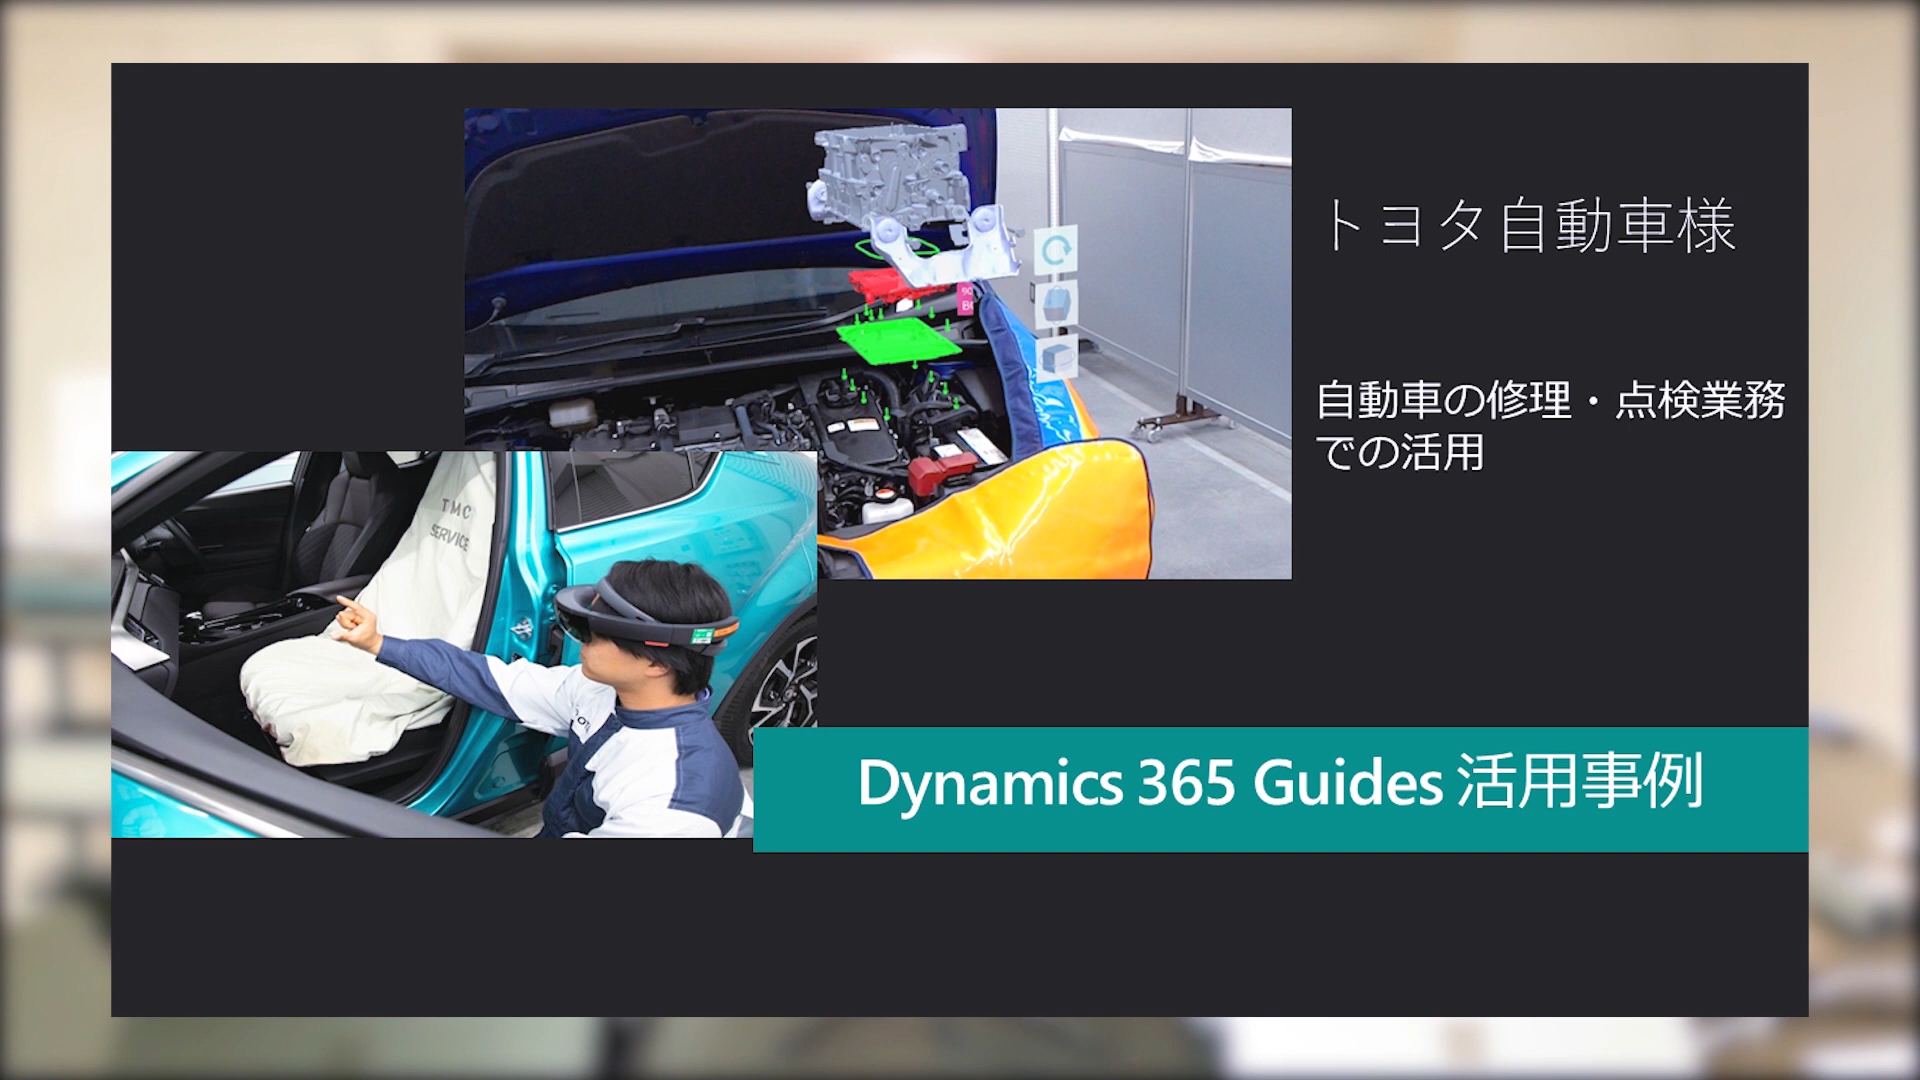 トヨタ自動車様
自動車の修理・点検業務
での活用
TMC
SERVICE
Dynamics 365 Guides 活用事例